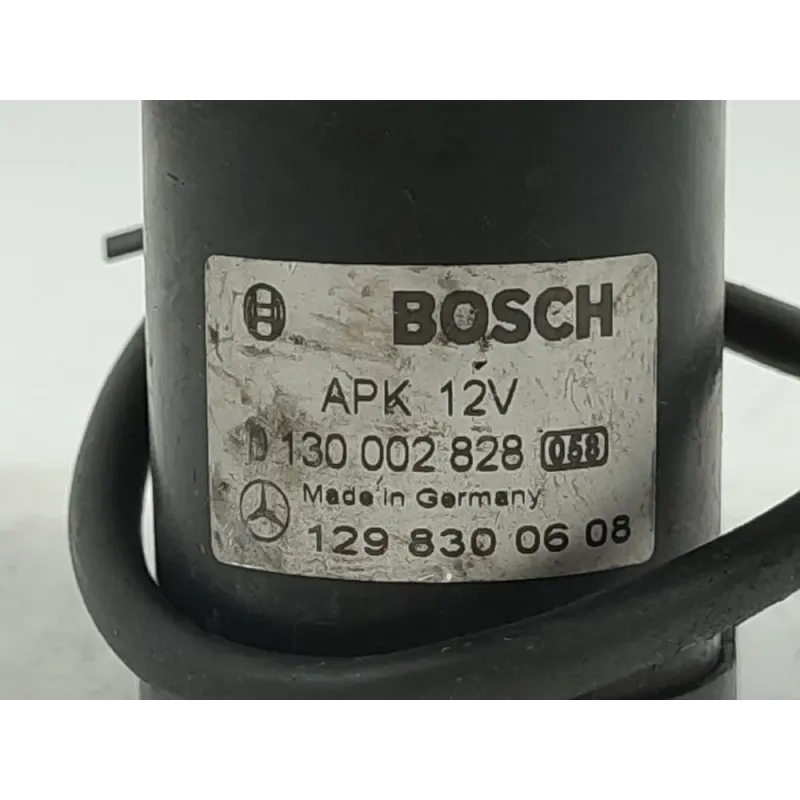 BOSCH
APK 12V
D 130 002 828 058
Made in Germany
129 830 06 08